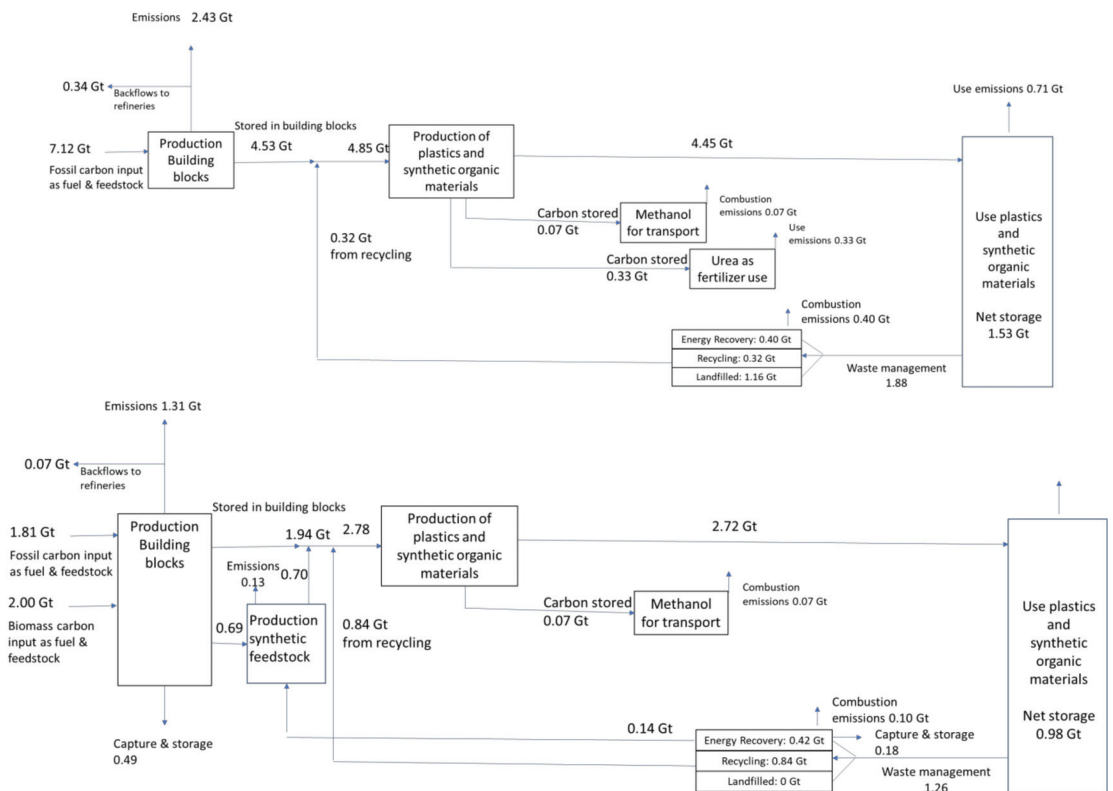 Emissions 2.43 Gt
0.34 Gt
Backflows to
refineries
Use emissions 0.71 Gt
7.12 Gt
Fossil carbon input
as fuel & feedstock
Production
Building
blocks
Stored in building blocks
4.53 Gt
4.85 Gt
Production of
plastics and
synthetic organic
materials
4.45 Gt
0.32 Gt
from recycling
Carbon stored
0.07 Gt
Methanol
for transport
Combustion
emissions 0.07 Gt
Carbon stored
0.33 Gt
Urea as
fertilizer use
Use
emissions 0.33 Gt
Use plastics
and
synthetic
organic
materials
Net storage
1.53 Gt
Combustion
emissions 0.40 Gt
Energy Recovery: 0.40 Gt
Recycling: 0.32 Gt
Landfilled: 1.16 Gt
Waste management
1.88
Emissions 1.31 Gt
0.07 Gt
Backflows to
refineries
1.81 Gt
Fossil carbon input
as fuel & feedstock
2.00 Gt
Biomass carbon
input as fuel &
feedstock
Production
Building
blocks
Stored in building blocks
1.94 Gt
2.78
Production of
plastics and
synthetic organic
materials
2.72 Gt
Emissions
0.13
0.70
0.69
Production
synthetic
feedstock
0.84 Gt
from recycling
Carbon stored
0.07 Gt
Methanol
for transport
Combustion
emissions 0.07 Gt
Use plastics
and
synthetic
organic
materials
Net storage
0.98 Gt
Capture & storage
0.49
0.14 Gt
Combustion
emissions 0.10 Gt
Energy Recovery: 0.42 Gt
Recycling: 0.84 Gt
Landfilled: 0 Gt
Capture & storage
0.18
Waste management
1.26